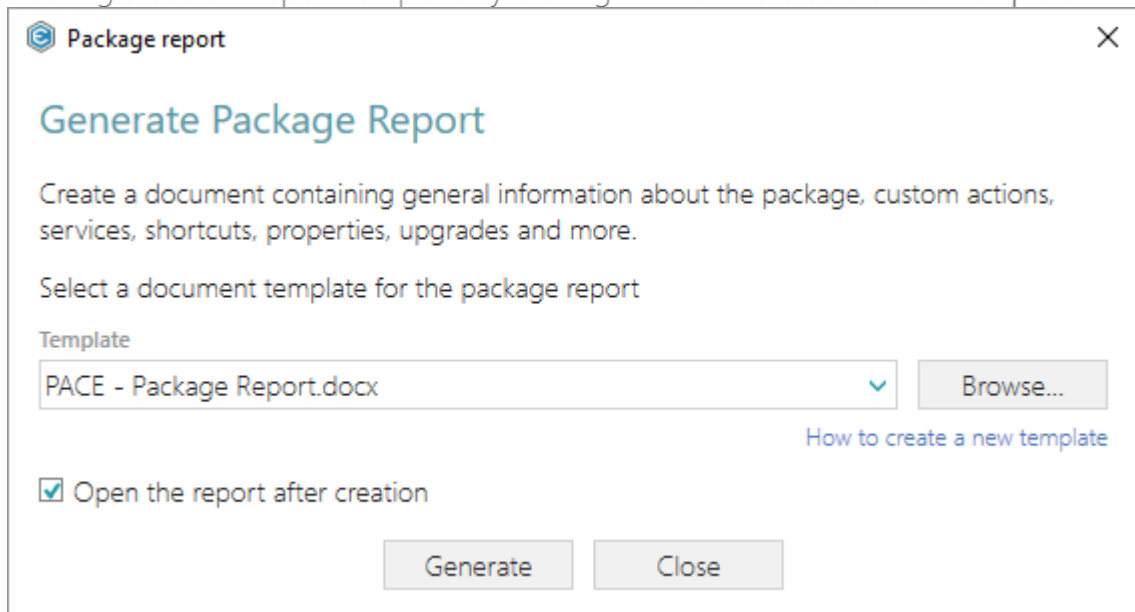 Package report
Generate Package Report
Create a document containing general information about the package, custom actions,
services, shortcuts, properties, upgrades and more.
Select a document template for the package report
Template
PACE - Package Report.docx
Browse...
How to create a new template
Open the report after creation
Generate
Close